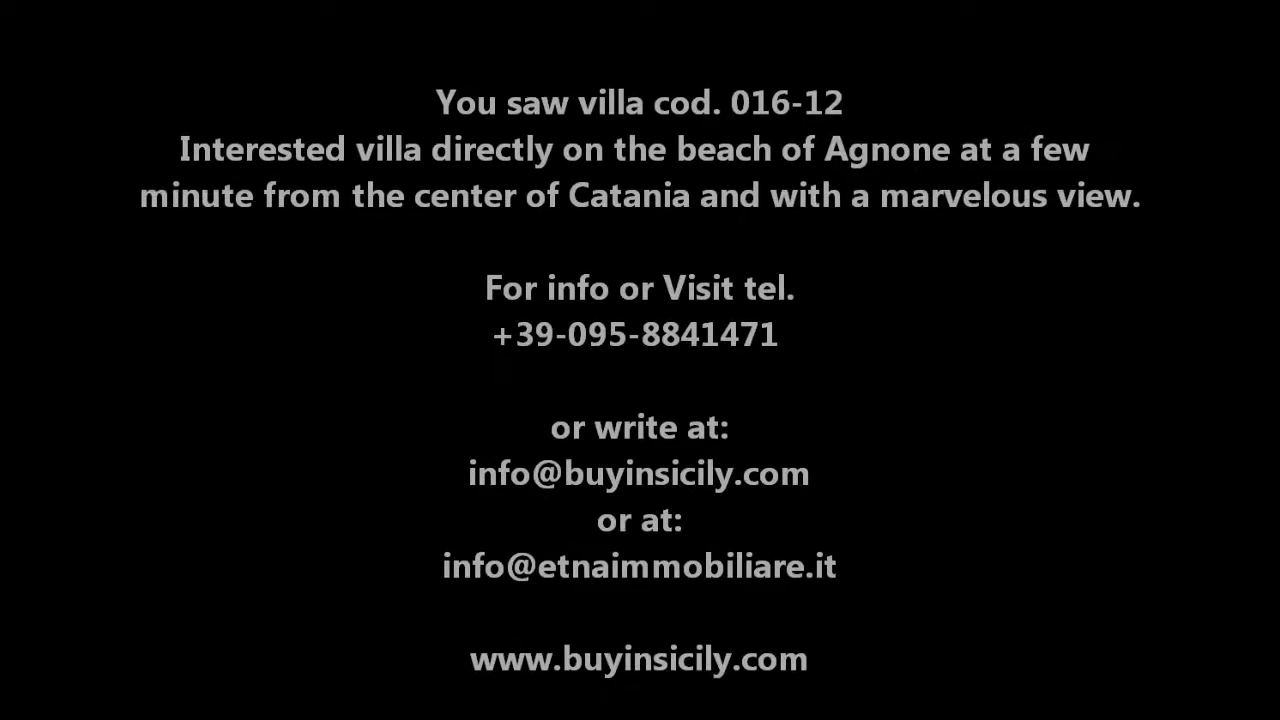 You saw villa cod. 016-12
Interested villa directly on the beach of Agnone at a few
minute from the center of Catania and with a marvelous view.
For info or Visit tel.
+39-095-8841471
or write at:
info@buyinsicily.com
or at:
info@etnaimmobiliare.it
www.buyinsicily.com